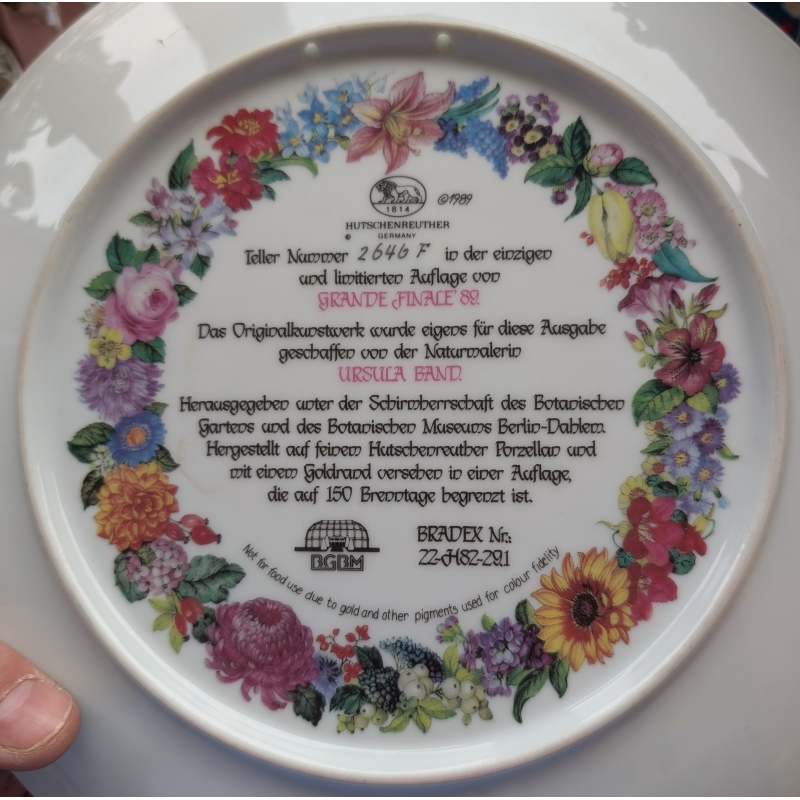 1814
©1989
HUTSCHENREUTHER
GERMANY
Teller Nummer 2646 F in der einzigen
und limitierten Auflage von
GRANDE FINALE '89.
Das Originalkunstwerk wurde eigens für diese Ausgabe
geschaffen von der Naturmalerin
URSULA BAND.
Herausgegeben unter der Schirmherrschaft des Botanischen
Gartens und des Botanischen Museums Berlin-Dahlem.
Hergestellt auf feinem Hutschenreuther Porzellan und
mit einem Goldrand versehen in einer Auflage,
die auf 150 Brenntage begrenzt ist.
BGBM
BRADEX Nr.:
22-H82-29.1
Not for food use due to gold and other pigments used for colour fidelity